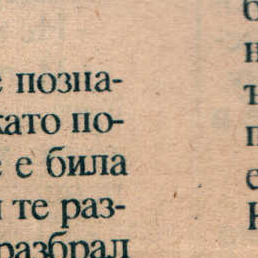 е позна-
като по-
е е била
и те раз-
разбрал